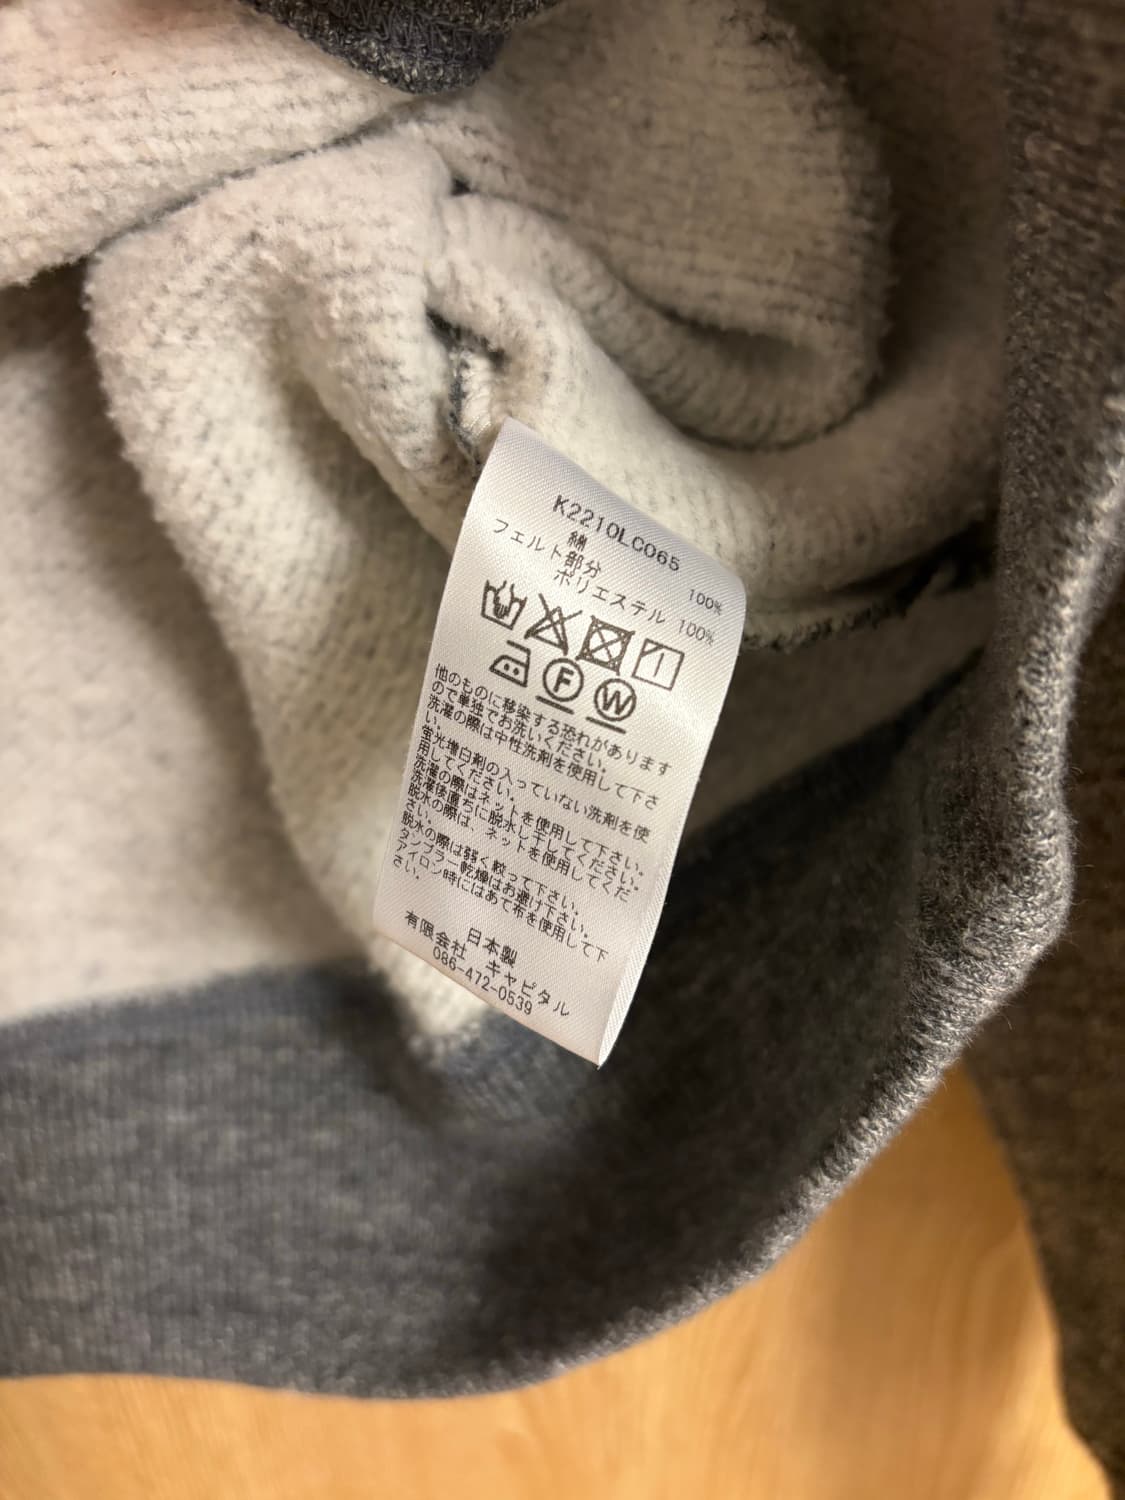 K2210LC065
綿 100%
フェルト部分
ポリエステル 100%
F W
他のものに移染する恐れがあります
ので単独でお洗いください。
洗濯の際は中性洗剤を使用して下さ
い。
蛍光増白剤の入っていない洗剤を使
用してください。
洗濯の際はネットを使用して下さい。
洗濯後直ちに脱水し干してください。
脱水の際は、ネットを使用してくだ
さい。
脱水の際は弱く絞って下さい。
タンブラー乾燥はお避け下さい。
アイロン時にはあて布を使用して下
さい。
日本製
有限会社 キャピタル
086-472-0539